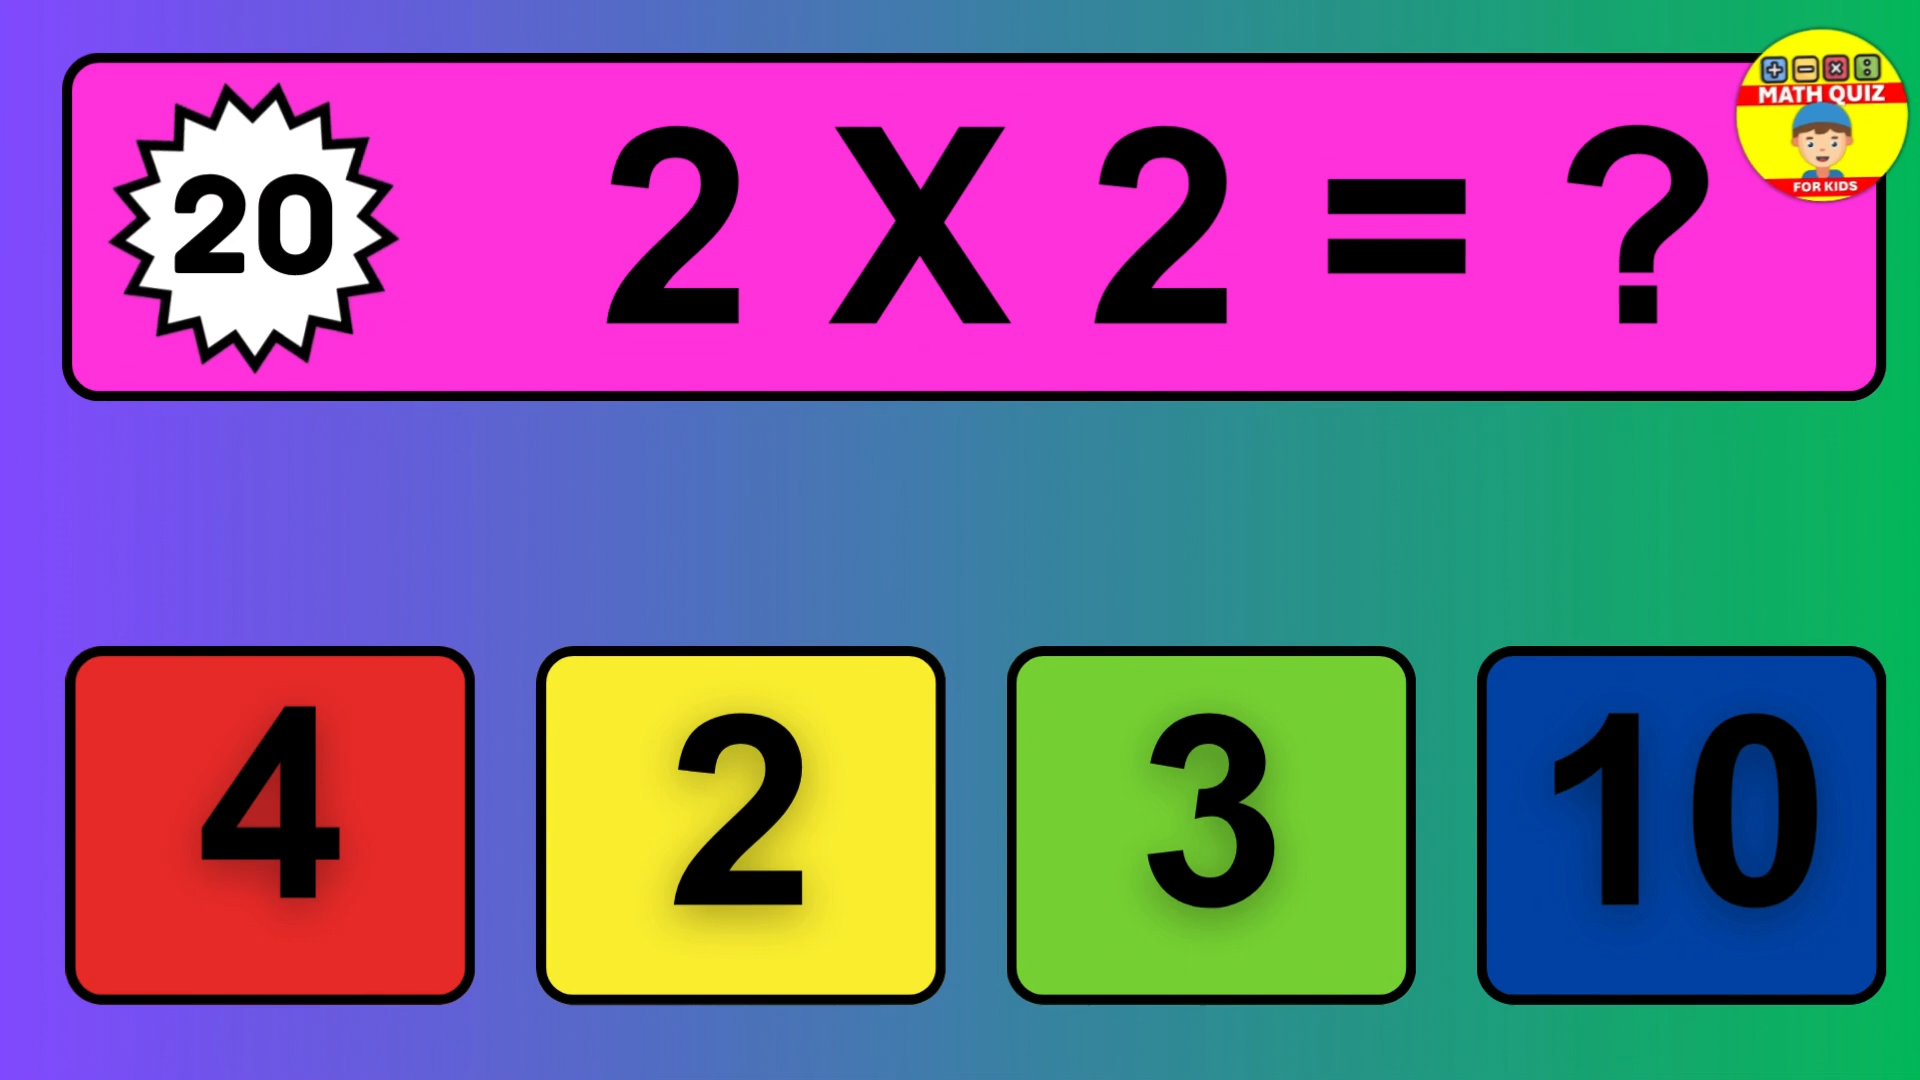 20
2 X 2 = ?
+ − × ÷
MATH QUIZ
FOR KIDS
4 2 3 10